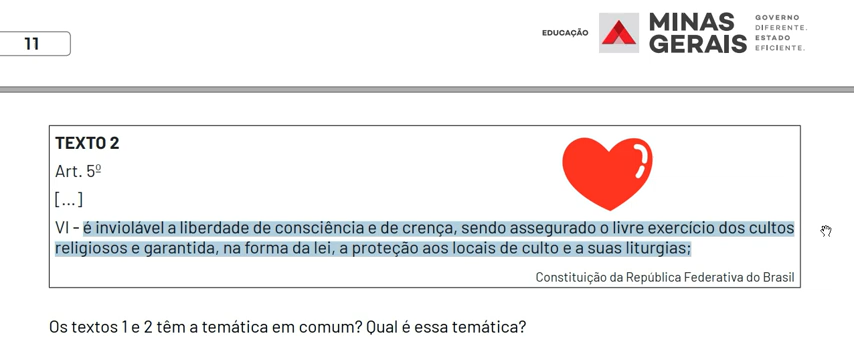 11
EDUCAÇÃO
MINAS
GERAIS
GOVERNO
DIFERENTE.
ESTADO
EFICIENTE.
TEXTO 2
Art. 5º
[...]
VI - é inviolável a liberdade de consciência e de crença, sendo assegurado o livre exercício dos cultos
religiosos e garantida, na forma da lei, a proteção aos locais de culto e a suas liturgias;
Constituição da República Federativa do Brasil
Os textos 1 e 2 têm a temática em comum? Qual é essa temática?